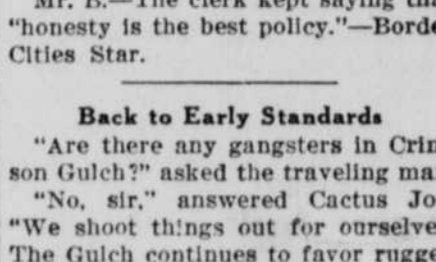 Mr. B.—The clerk kept saying tha
"honesty is the best policy."—Borde
Cities Star.
Back to Early Standards
"Are there any gangsters in Crim
son Gulch?" asked the traveling ma
"No, sir," answered Cactus Jo
"We shoot things out for ourselve
The Gulch continues to favor rugge